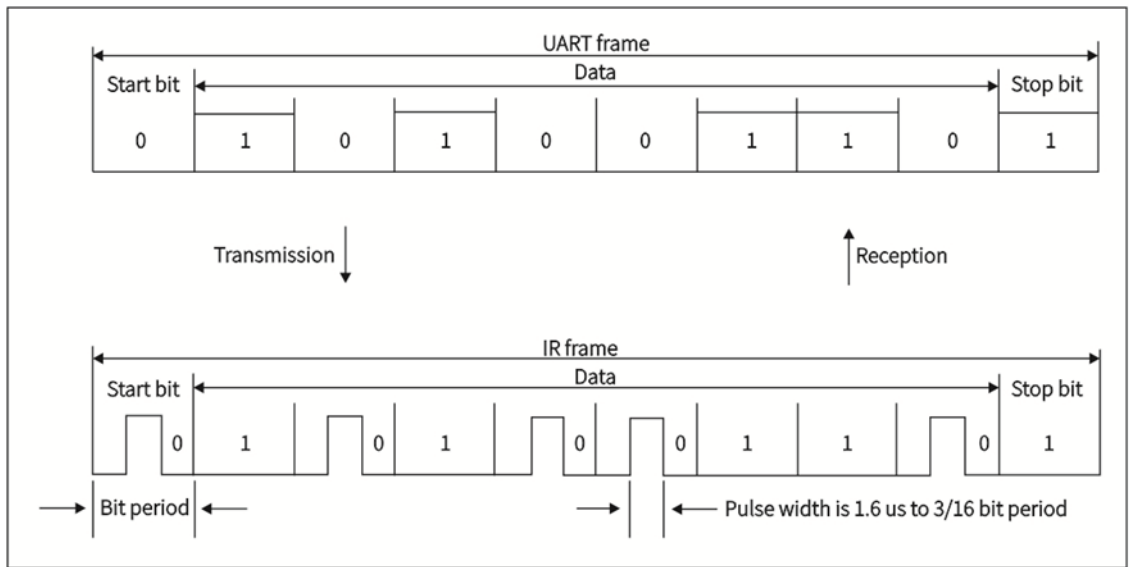 UART frame
Data
Start bit
Stop bit
0 1 0 1 0 0 1 1 0 1
Transmission
Reception
IR frame
Data
Start bit
Stop bit
0 1 0 1 0 0 1 1 0 1
Bit period
Pulse width is 1.6 us to 3/16 bit period